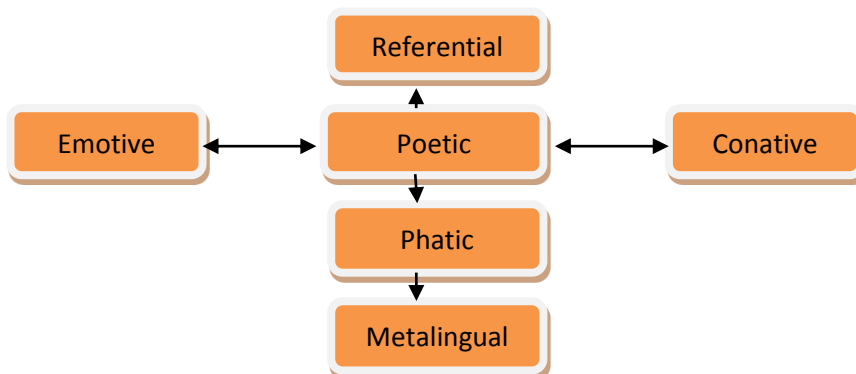 Referential
Emotive
Poetic
Conative
Phatic
Metalingual